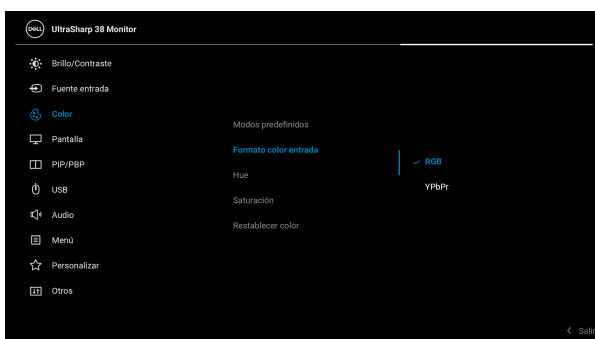 DELL UltraSharp 38 Monitor
Brillo/Contraste
Fuente entrada
Color
Pantalla
PIP/PBP
USB
Audio
Menú
Personalizar
Otros
Modos predefinidos
Formato color entrada
Hue
Saturación
Restablecer color
RGB
YPbPr
Salir